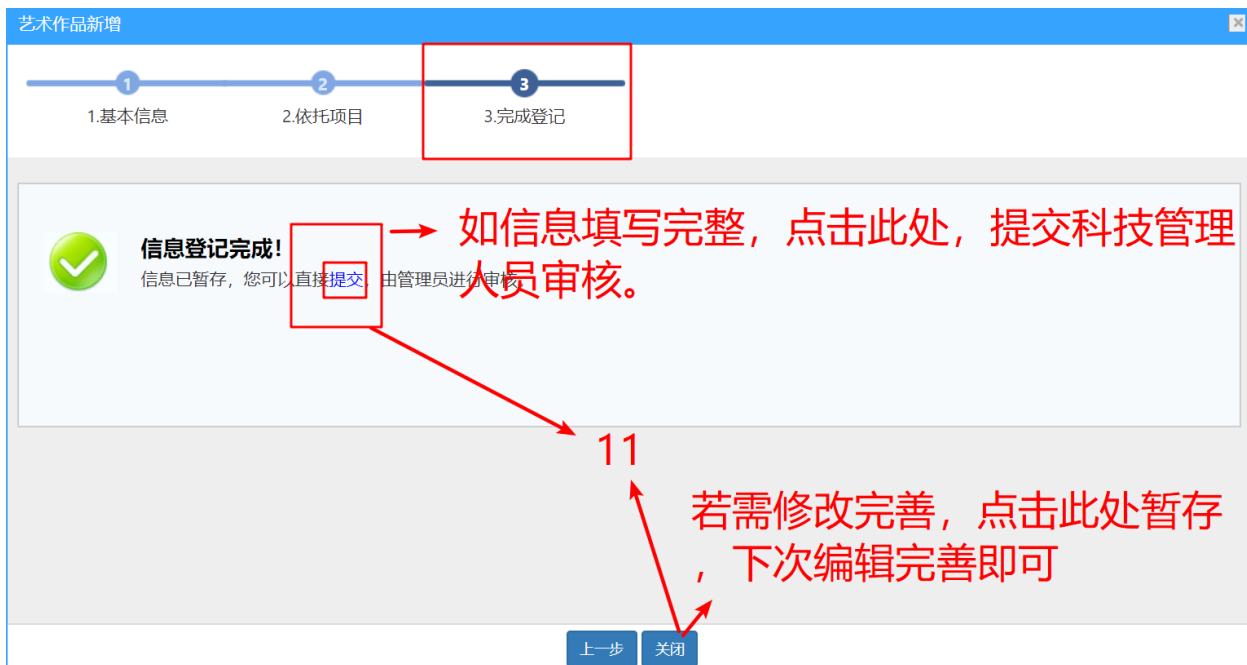 艺术作品新增
1
2
3
1.基本信息
2.依托项目
3.完成登记
如信息填写完整，点击此处，提交科技管理
人员审核。
信息登记完成！
信息已暂存，您可以直接提交，由管理员进行审核。
11
若需修改完善，点击此处暂存
，下次编辑完善即可
上一步
关闭